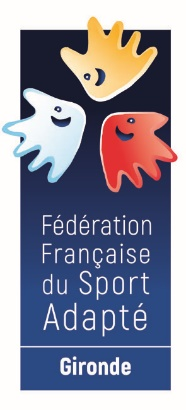 Fédération
Française
du Sport
Adapté
Gironde